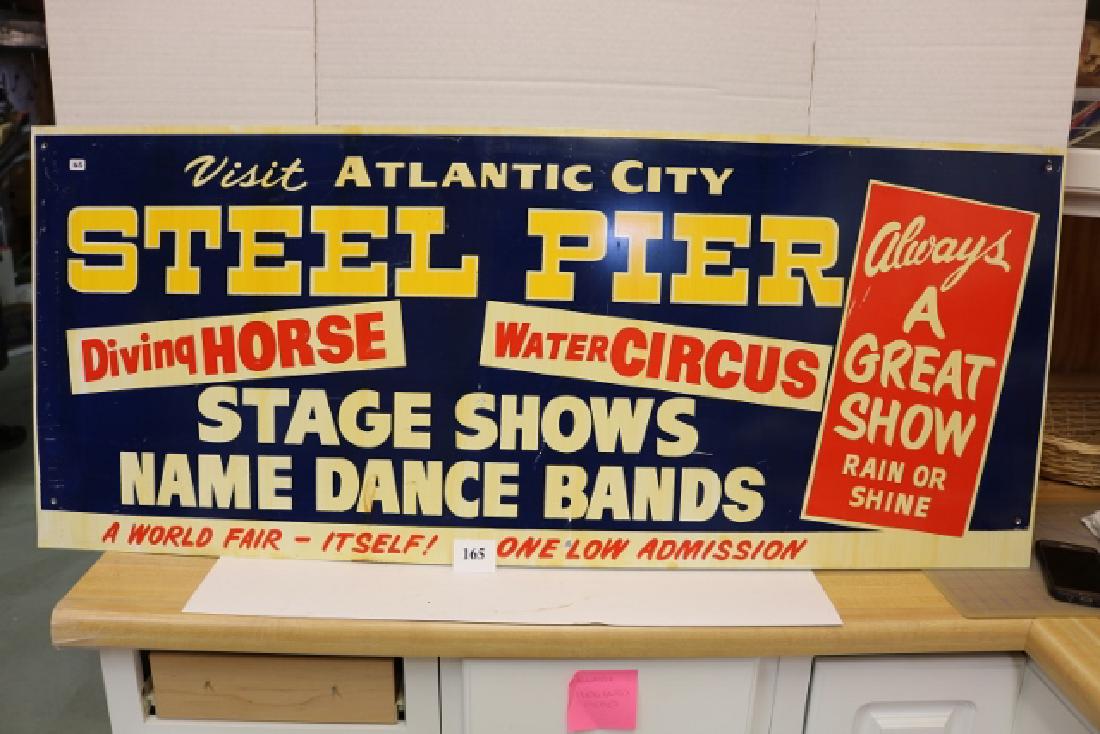 Visit ATLANTIC CITY
STEEL PIER
Diving HORSE
WATER CIRCUS
STAGE SHOWS
NAME DANCE BANDS
A WORLD FAIR - ITSELF!
ONE LOW ADMISSION
Always
A
GREAT
SHOW
RAIN OR
SHINE
165